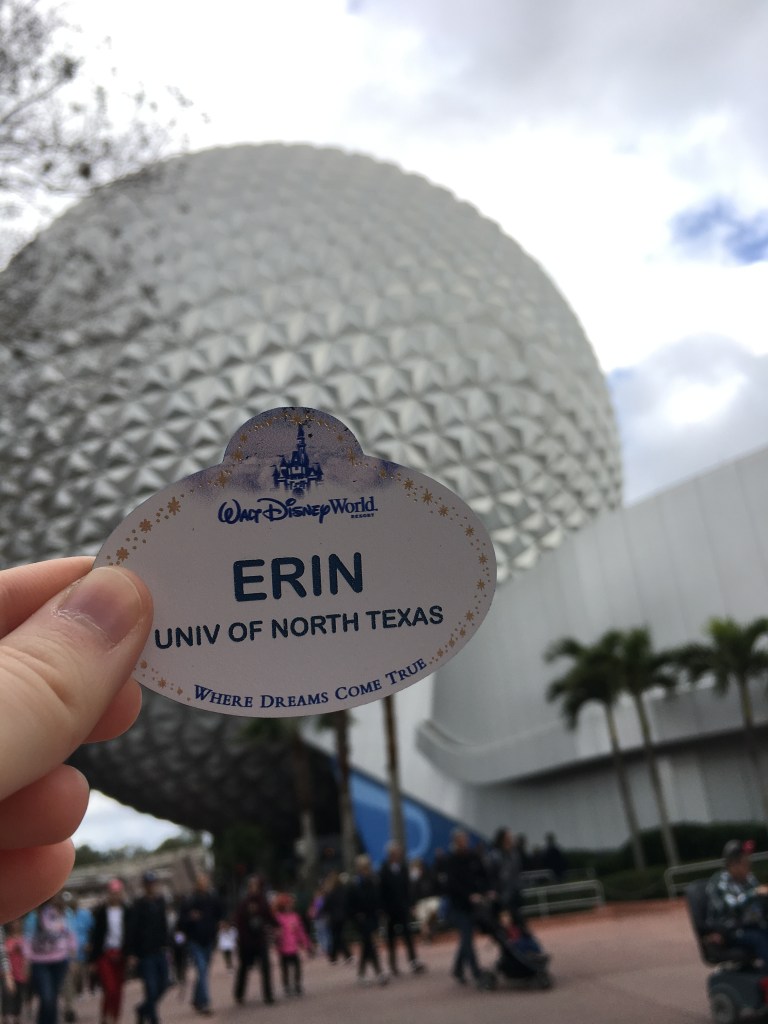 Walt Disney World
RESORT
ERIN
UNIV OF NORTH TEXAS
WHERE DREAMS COME TRUE